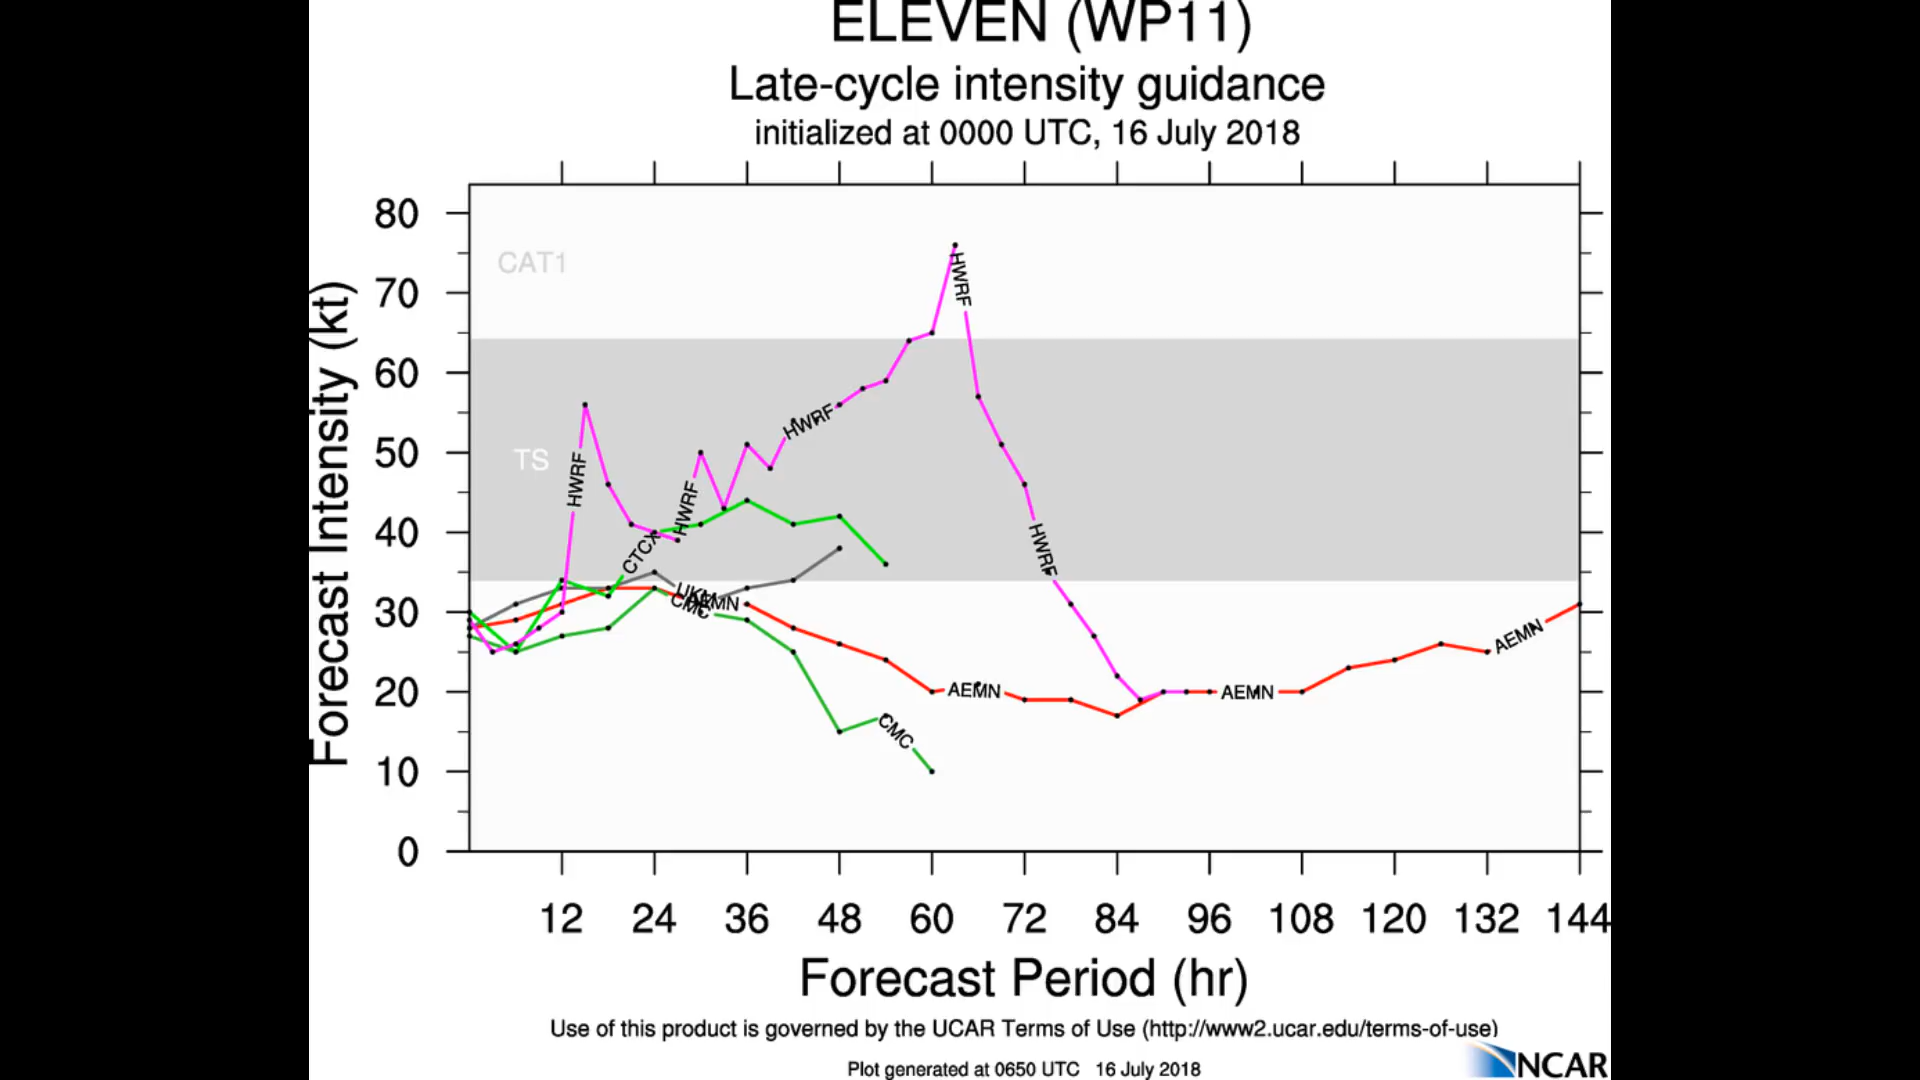 ELEVEN (WP11)
Late-cycle intensity guidance
initialized at 0000 UTC, 16 July 2018
Forecast Intensity (kt)
80
70
60
50
40
30
20
10
0
CAT1
TS
HWRF
HWRF
HWRF
HWRF
HWRF
CTCX
UKM
AEMN
CMC
AEMN
CMC
AEMN
AEMN
12 24 36 48 60 72 84 96 108 120 132 144
Forecast Period (hr)
Use of this product is governed by the UCAR Terms of Use (http://www2.ucar.edu/terms-of-use)
Plot generated at 0650 UTC 16 July 2018
NCAR